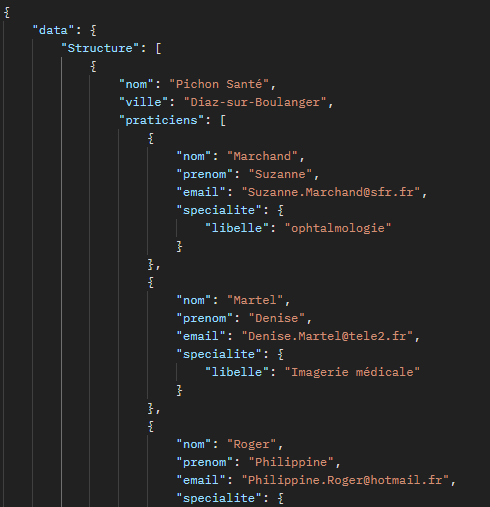 {
"data": {
"Structure": [
{
"nom": "Pichon Santé",
"ville": "Diaz-sur-Boulanger",
"praticiens": [
{
"nom": "Marchand",
"prenom": "Suzanne",
"email": "Suzanne.Marchand@sfr.fr",
"specialite": {
"libelle": "ophtalmologie"
}
},
{
"nom": "Martel",
"prenom": "Denise",
"email": "Denise.Martel@tele2.fr",
"specialite": {
"libelle": "Imagerie médicale"
}
},
{
"nom": "Roger",
"prenom": "Philippine",
"email": "Philippine.Roger@hotmail.fr",
"specialite": {